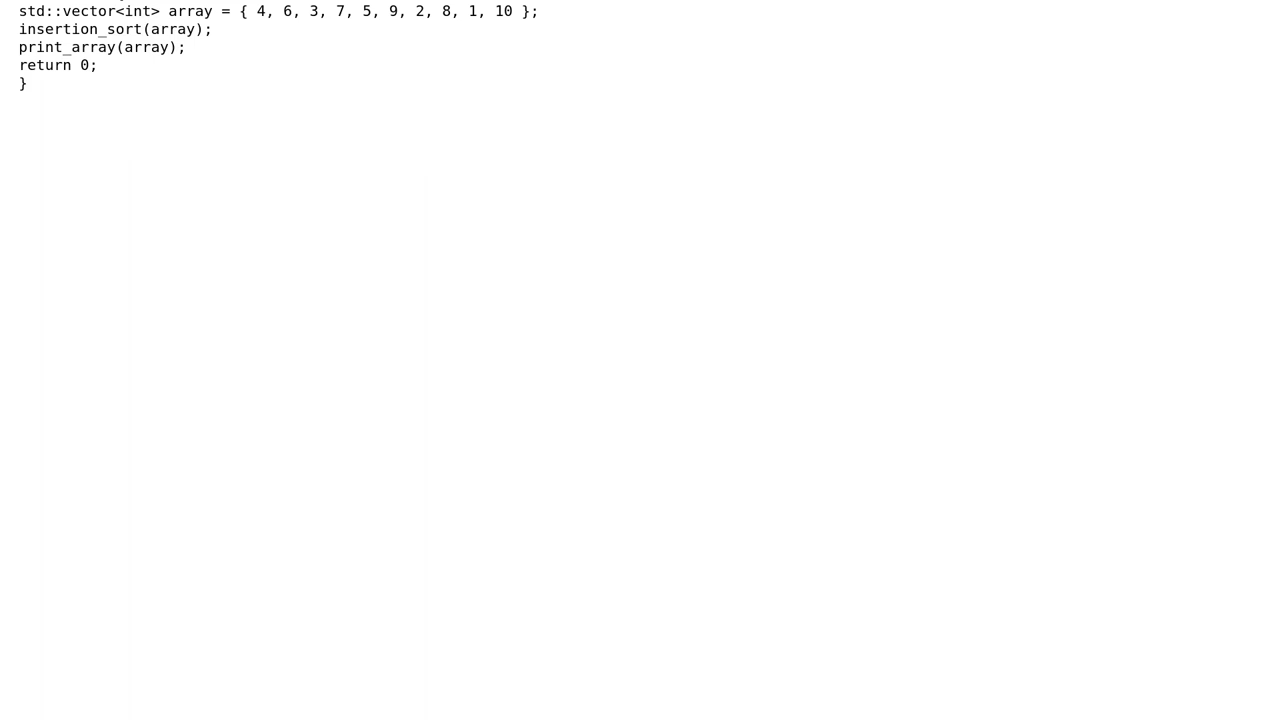 std::vector<int> array = { 4, 6, 3, 7, 5, 9, 2, 8, 1, 10 };
insertion_sort(array);
print_array(array);
return 0;
}